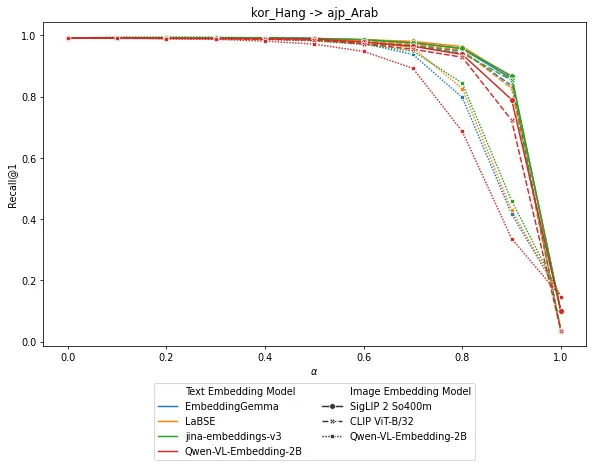 kor_Hang -> ajp_Arab
Recall@1
1.0
0.8
0.6
0.4
0.2
0.0
0.0 0.2 0.4 0.6 0.8 1.0
α
Text Embedding Model Image Embedding Model
EmbeddingGemma SigLIP 2 So400m
LaBSE CLIP ViT-B/32
jina-embeddings-v3 Qwen-VL-Embedding-2B
Qwen-VL-Embedding-2B